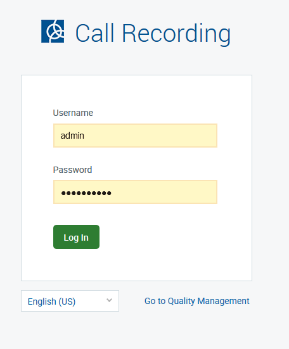 Call Recording
Username
admin
Password
••••••••••
Log In
English (US)
Go to Quality Management